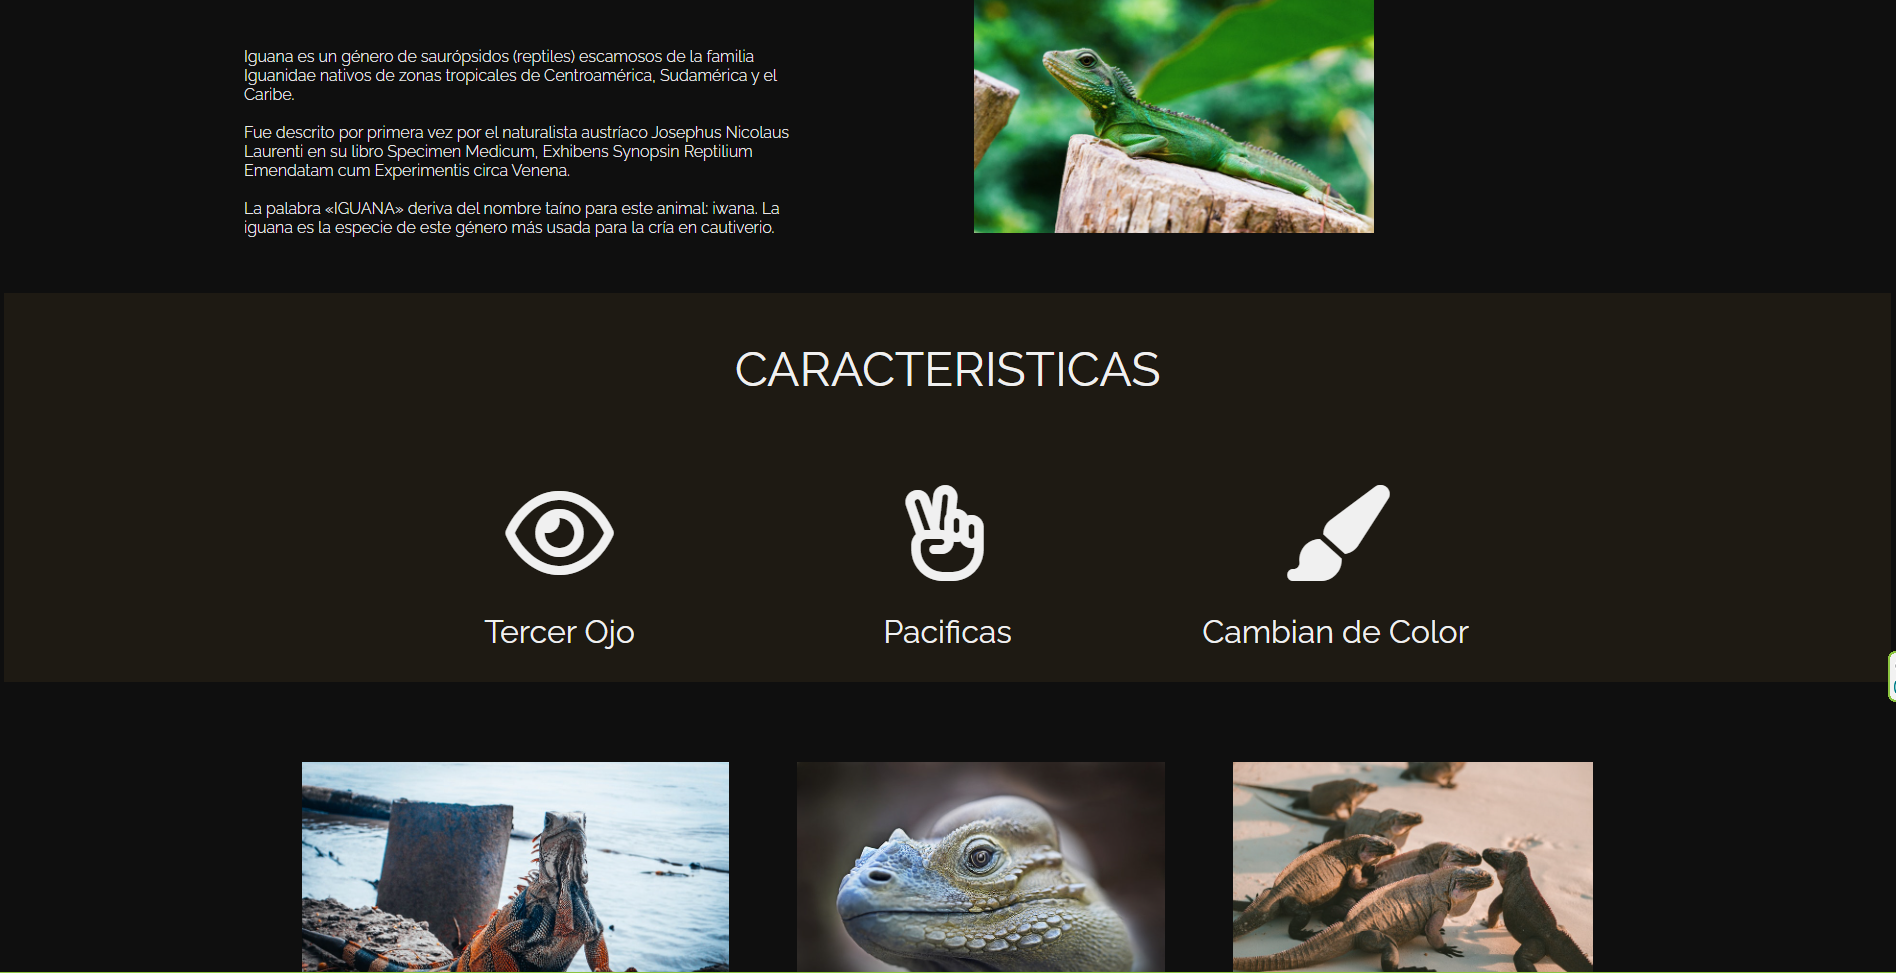 Iguana es un género de saurópsidos (reptiles) escamosos de la familia
Iguanidae nativos de zonas tropicales de Centroamérica, Sudamérica y el
Caribe.
Fue descrito por primera vez por el naturalista austríaco Josephus Nicolaus
Laurenti en su libro Specimen Medicum, Exhibens Synopsin Reptilium
Emendatam cum Experimentis circa Venena.
La palabra «IGUANA» deriva del nombre taíno para este animal: iwana. La
iguana es la especie de este género más usada para la cría en cautiverio.
CARACTERISTICAS
Tercer Ojo
Pacificas
Cambian de Color